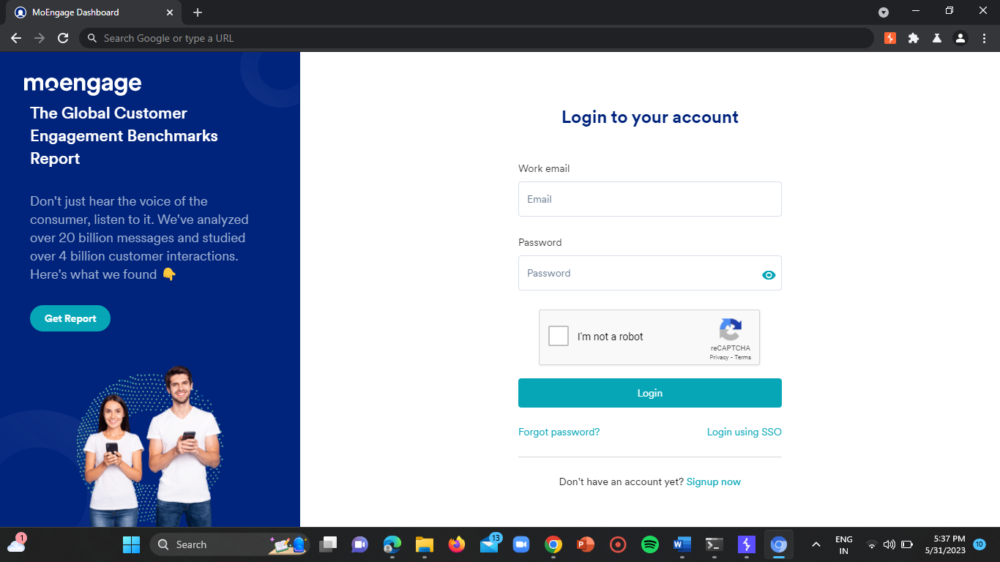 MoEngage Dashboard
Search Google or type a URL
moengage
The Global Customer
Engagement Benchmarks
Report
Don't just hear the voice of the
consumer, listen to it. We've analyzed
over 20 billion messages and studied
over 4 billion customer interactions.
Here's what we found 👇
Get Report
Login to your account
Work email
Email
Password
Password
I'm not a robot
reCAPTCHA
Privacy - Terms
Login
Forgot password?
Login using SSO
Don't have an account yet? Signup now
1
Search
13
ENG
IN
5:37 PM
5/31/2023
10